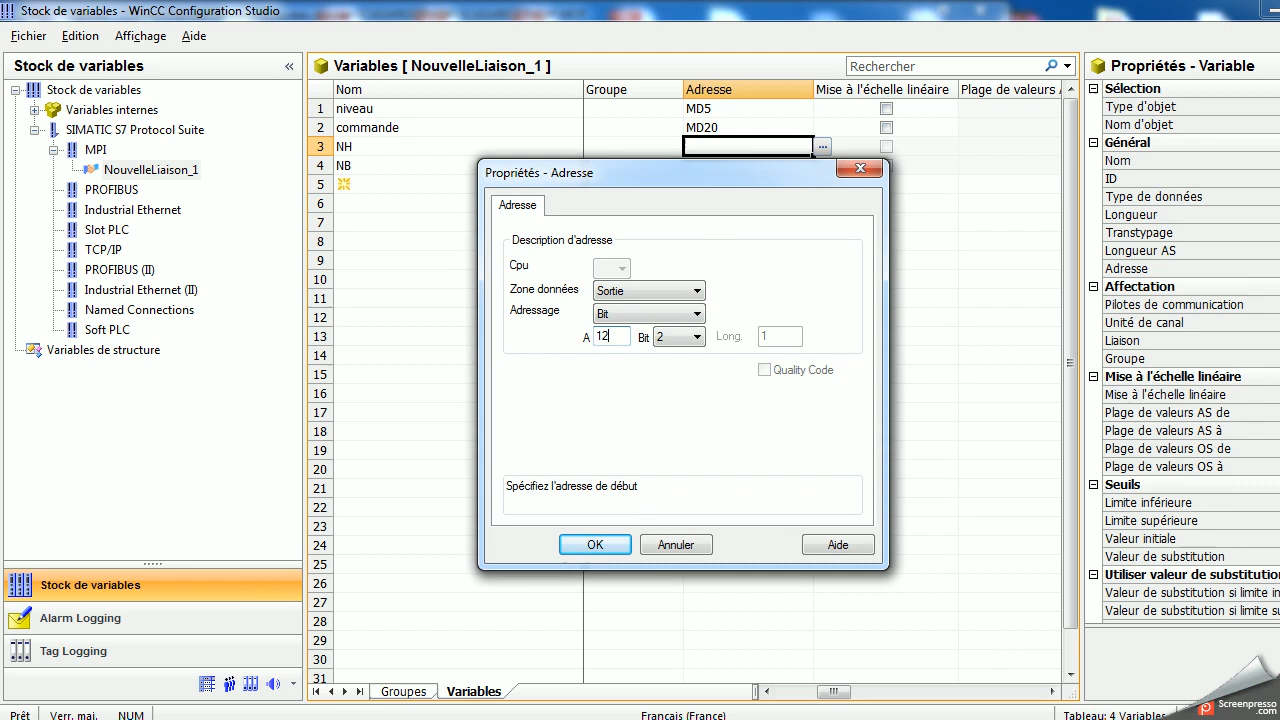 Stock de variables - WinCC Configuration Studio
Fichier Edition Affichage Aide
Stock de variables «
Stock de variables
Variables internes
SIMATIC S7 Protocol Suite
MPI
NouvelleLiaison_1
PROFIBUS
Industrial Ethernet
Slot PLC
TCP/IP
PROFIBUS (II)
Industrial Ethernet (II)
Named Connections
Soft PLC
Variables de structure
Stock de variables
Alarm Logging
Tag Logging
Variables [ NouvelleLiaison_1 ]
Rechercher
Nom Groupe Adresse Mise à l'échelle linéaire Plage de valeurs A
1 niveau MD5
2 commande MD20
3 NH ...
4 NB
5
6
7
8
9
10
11
12
13
14
15
16
17
18
19
20
21
22
23
24
25
26
27
28
29
30
31
Propriétés - Adresse
Adresse
Description d'adresse
Cpu
Zone données Sortie
Adressage Bit
A 12 Bit 2 Long. 1
Quality Code
Spécifiez l'adresse de début
OK Annuler Aide
Groupes Variables
Propriétés - Variable
Sélection
Type d'objet
Nom d'objet
Général
Nom
ID
Type de données
Longueur
Transtypage
Longueur AS
Adresse
Affectation
Pilotes de communication
Unité de canal
Liaison
Groupe
Mise à l'échelle linéaire
Mise à l'échelle linéaire
Plage de valeurs AS de
Plage de valeurs AS à
Plage de valeurs OS de
Plage de valeurs OS à
Seuils
Limite inférieure
Limite supérieure
Valeur initiale
Valeur de substitution
Utiliser valeur de substitution
Valeur de substitution si limite in
Valeur de substitution si limite su
Prêt Verr. maj. NUM Français (France) Tableau: 4 Variables
Screenpresso
.com